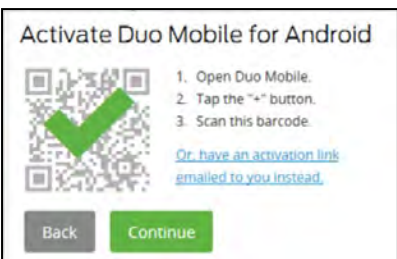 Activate Duo Mobile for Android
1. Open Duo Mobile.
2. Tap the "+" button.
3. Scan this barcode.
Or, have an activation link
emailed to you instead.
Back
Continue